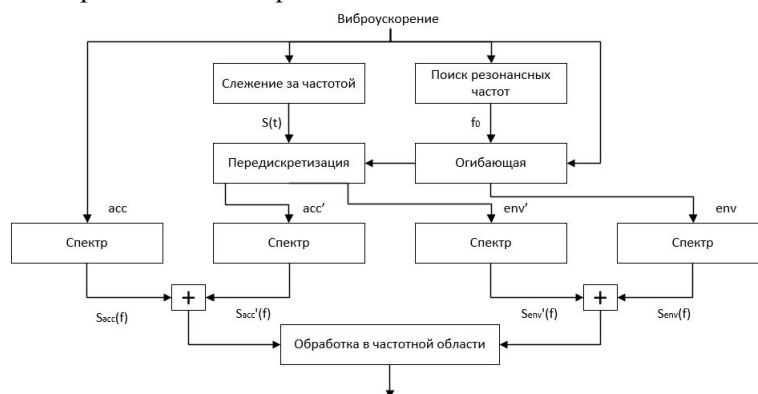 Виброускорение
Слежение за частотой
Поиск резонансных
частот
S(t)
f₀
Передискретизация
Огибающая
acc
acc’
env’
env
Спектр
Спектр
Спектр
Спектр
+
+
Sacc(f)
Sacc'(f)
Senv'(f)
Senv(f)
Обработка в частотной области